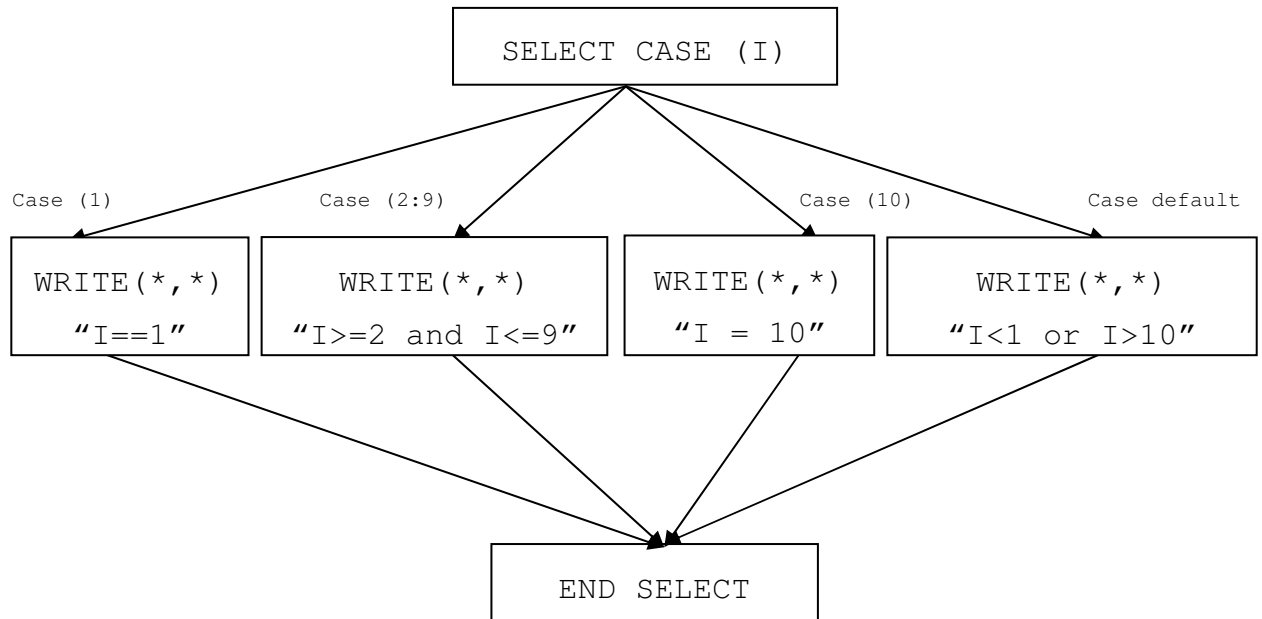 SELECT CASE (I)
Case (1)
Case (2:9)
Case (10)
Case default
WRITE(*,*)
“I==1”
WRITE(*,*)
“I>=2 and I<=9”
WRITE(*,*)
“I = 10”
WRITE(*,*)
“I<1 or I>10”
END SELECT